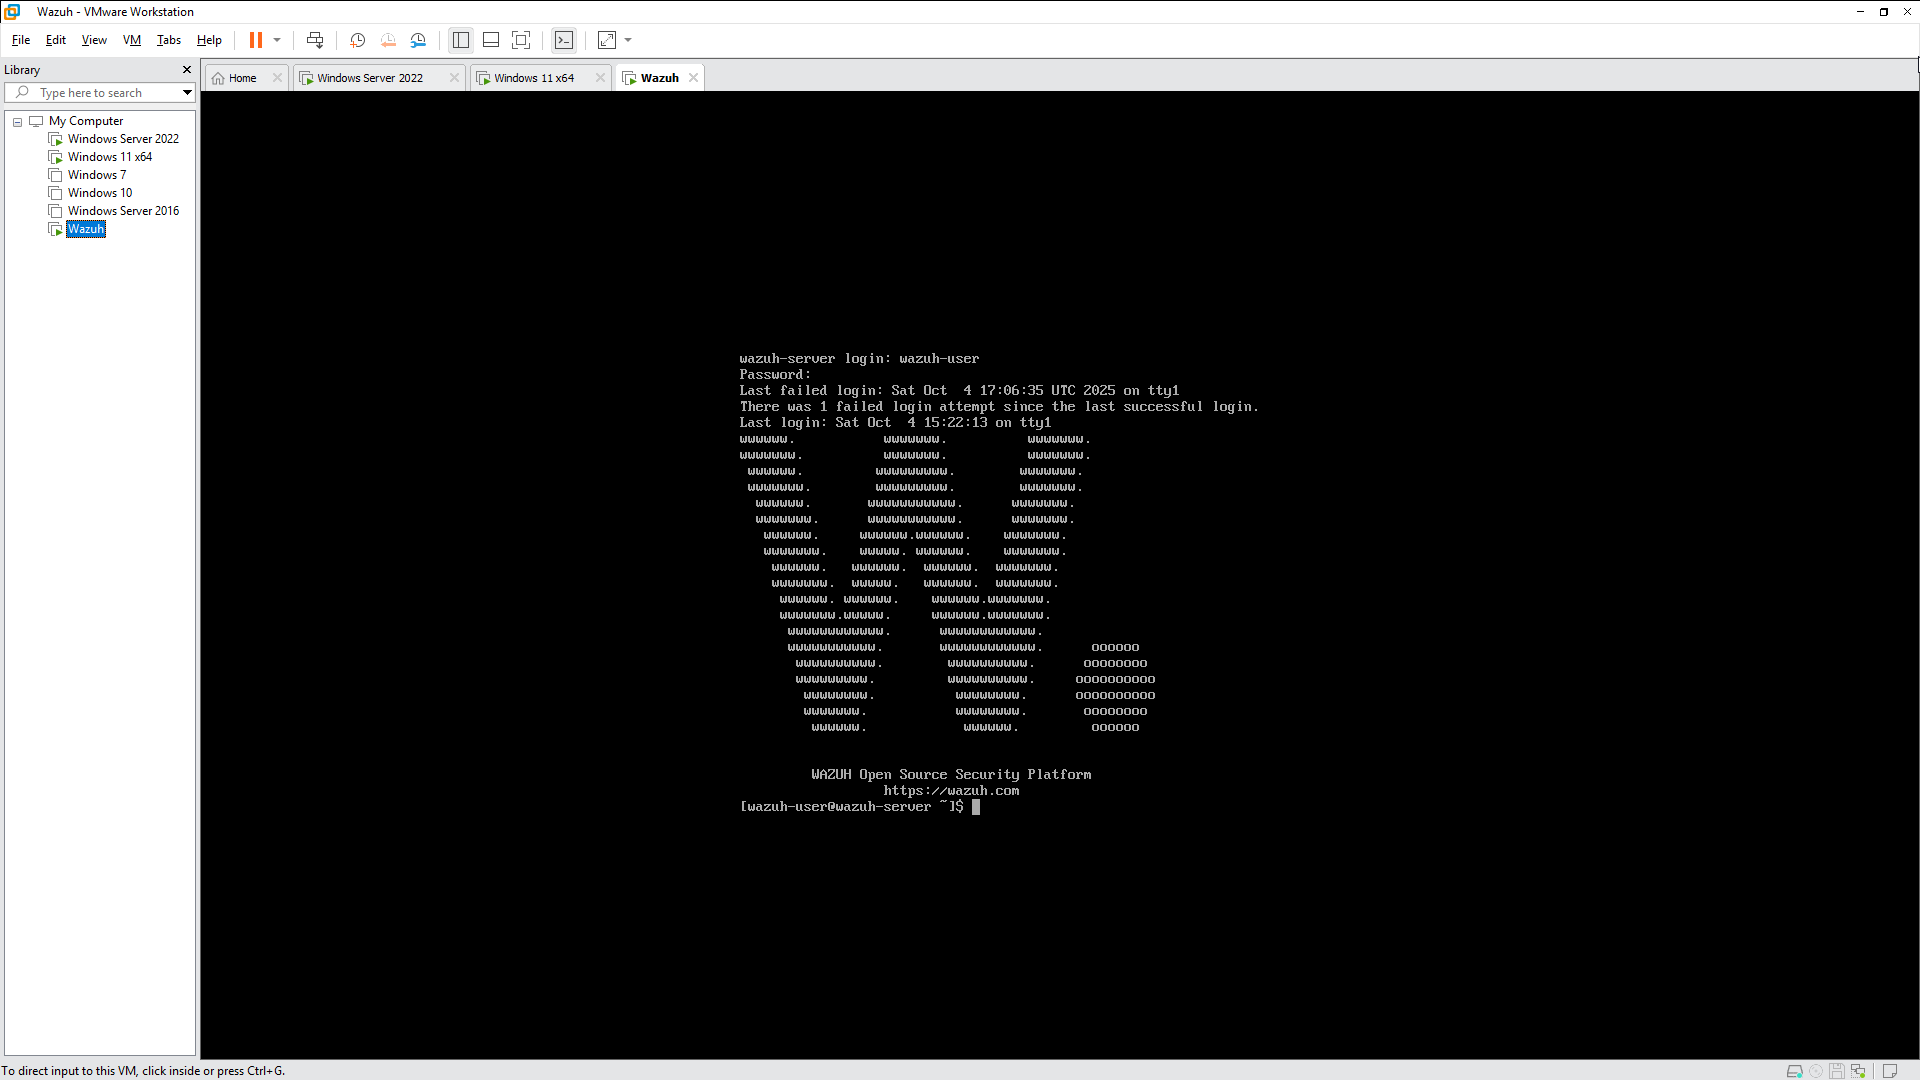 Wazuh - VMware Workstation
File Edit View VM Tabs Help
Library
Type here to search
Home
Windows Server 2022
Windows 11 x64
Wazuh
My Computer
Windows Server 2022
Windows 11 x64
Windows 7
Windows 10
Windows Server 2016
Wazuh
wazuh-server login: wazuh-user
Password:
Last failed login: Sat Oct  4 17:06:35 UTC 2025 on tty1
There was 1 failed login attempt since the last successful login.
Last login: Sat Oct  4 15:22:13 on tty1
wwwwww.           wwwwwww.          wwwwwww.
wwwwwww.          wwwwwww.          wwwwwww.
 wwwwww.         wwwwwwwww.        wwwwwww.
 wwwwwww.        wwwwwwwww.        wwwwwww.
  wwwwww.       wwwwwwwwwww.      wwwwwww.
  wwwwwww.      wwwwwwwwwww.      wwwwwww.
   wwwwww.     wwwwww.wwwwww.    wwwwwww.
   wwwwwww.    wwwww. wwwwww.    wwwwwww.
    wwwwww.   wwwwww.  wwwwww.  wwwwwww.
    wwwwwww.  wwwww.   wwwwww.  wwwwwww.
     wwwwww. wwwwww.    wwwwww.wwwwwww.
     wwwwwww.wwwww.     wwwwww.wwwwwww.
      wwwwwwwwwwww.      wwwwwwwwwwww.
      wwwwwwwwwww.       wwwwwwwwwwww.      oooooo
       wwwwwwwwww.        wwwwwwwwww.      oooooooo
       wwwwwwwww.         wwwwwwwwww.     oooooooooo
        wwwwwwww.          wwwwwwww.      oooooooooo
        wwwwwww.           wwwwwwww.       oooooooo
         wwwwww.            wwwwww.         oooooo
WAZUH Open Source Security Platform
https://wazuh.com
[wazuh-user@wazuh-server ~]$
To direct input to this VM, click inside or press Ctrl+G.